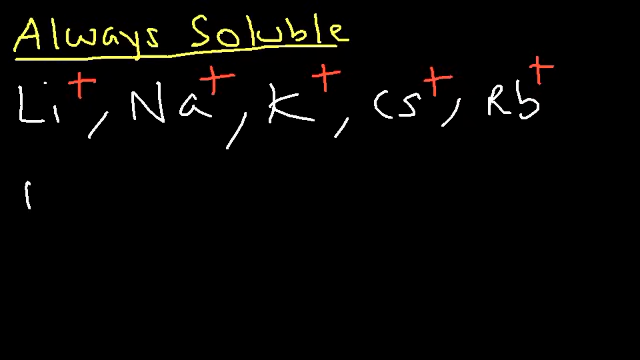 Always Soluble
Li⁺, Na⁺, K⁺, Cs⁺, Rb⁺